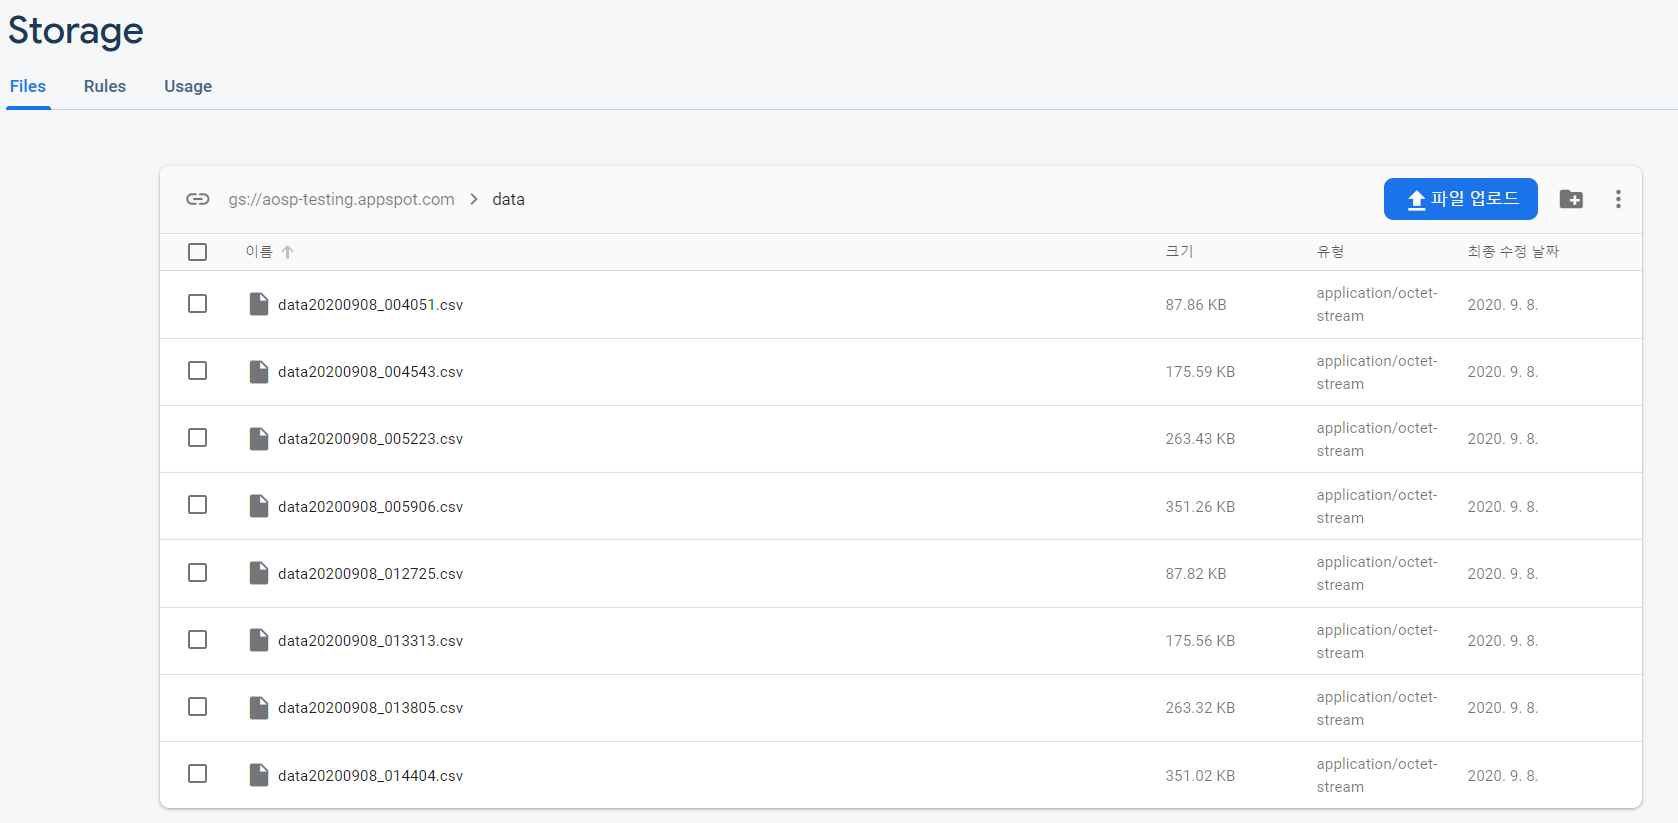 Storage
Files Rules Usage
gs://aosp-testing.appspot.com > data 파일 업로드
이름 크기 유형 최종 수정 날짜
data20200908_004051.csv 87.86 KB application/octet-
stream 2020. 9. 8.
data20200908_004543.csv 175.59 KB application/octet-
stream 2020. 9. 8.
data20200908_005223.csv 263.43 KB application/octet-
stream 2020. 9. 8.
data20200908_005906.csv 351.26 KB application/octet-
stream 2020. 9. 8.
data20200908_012725.csv 87.82 KB application/octet-
stream 2020. 9. 8.
data20200908_013313.csv 175.56 KB application/octet-
stream 2020. 9. 8.
data20200908_013805.csv 263.32 KB application/octet-
stream 2020. 9. 8.
data20200908_014404.csv 351.02 KB application/octet-
stream 2020. 9. 8.